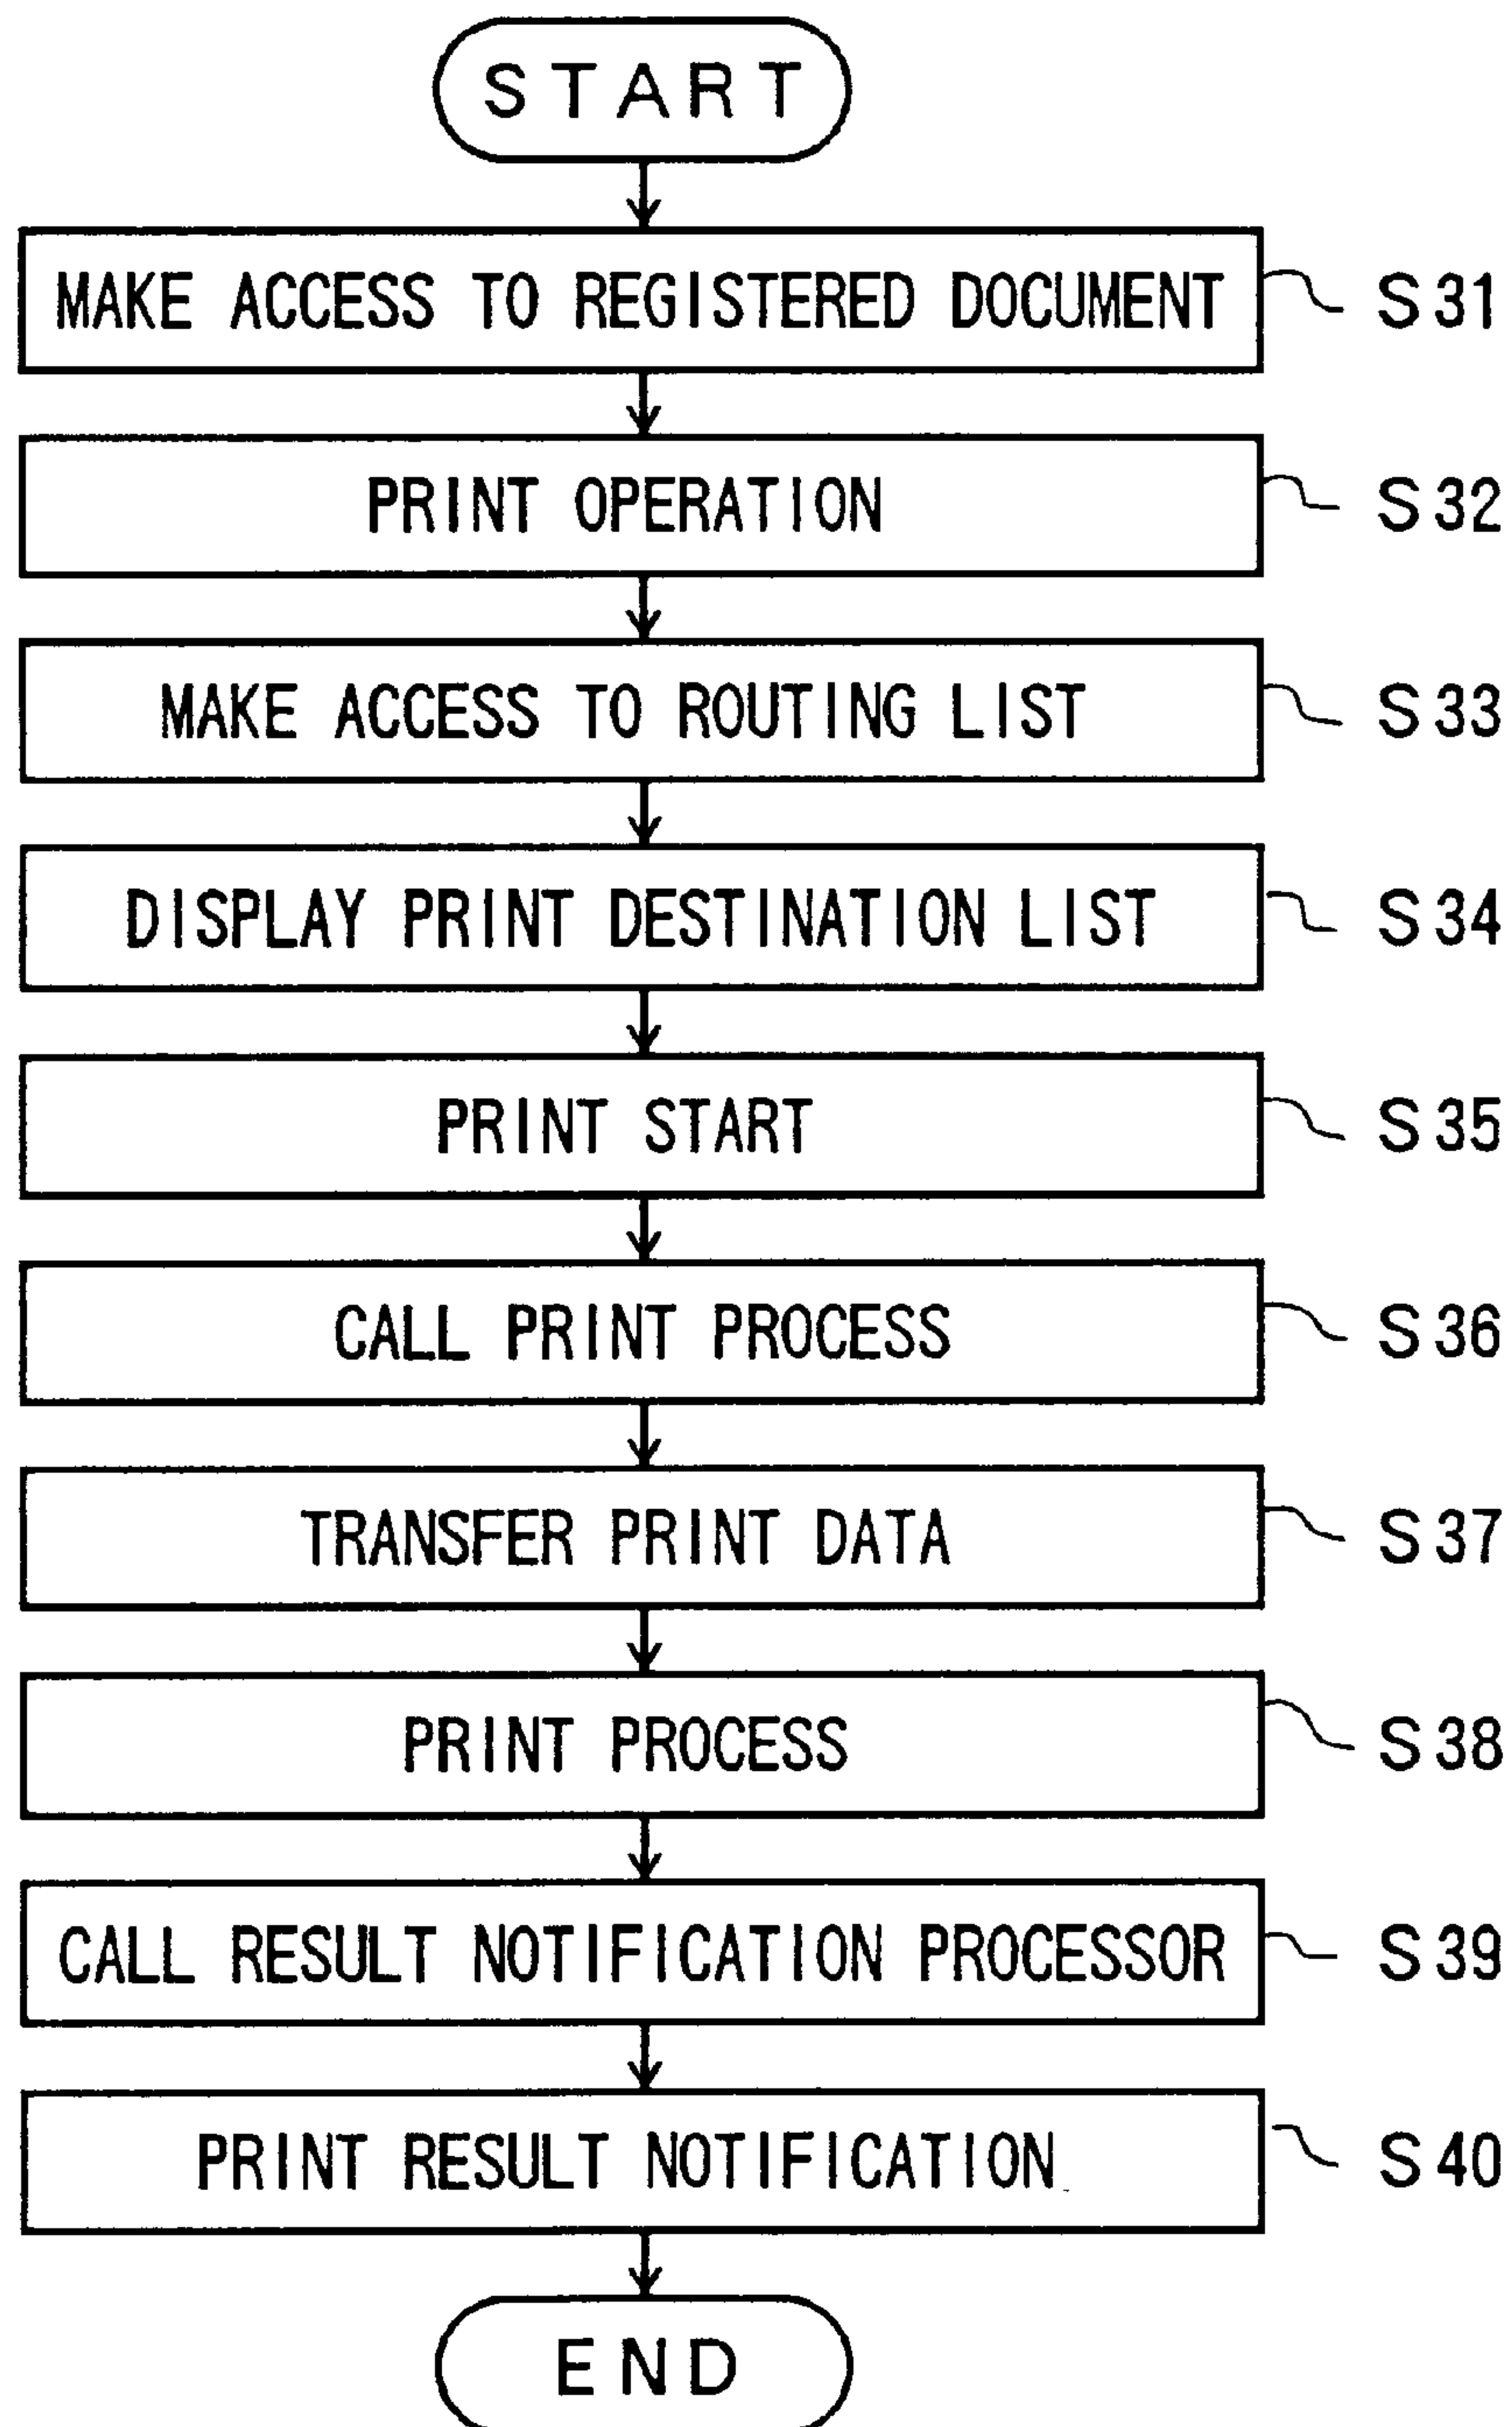 START
MAKE ACCESS TO REGISTERED DOCUMENT S31
PRINT OPERATION S32
MAKE ACCESS TO ROUTING LIST S33
DISPLAY PRINT DESTINATION LIST S34
PRINT START S35
CALL PRINT PROCESS S36
TRANSFER PRINT DATA S37
PRINT PROCESS S38
CALL RESULT NOTIFICATION PROCESSOR S39
PRINT RESULT NOTIFICATION S40
END